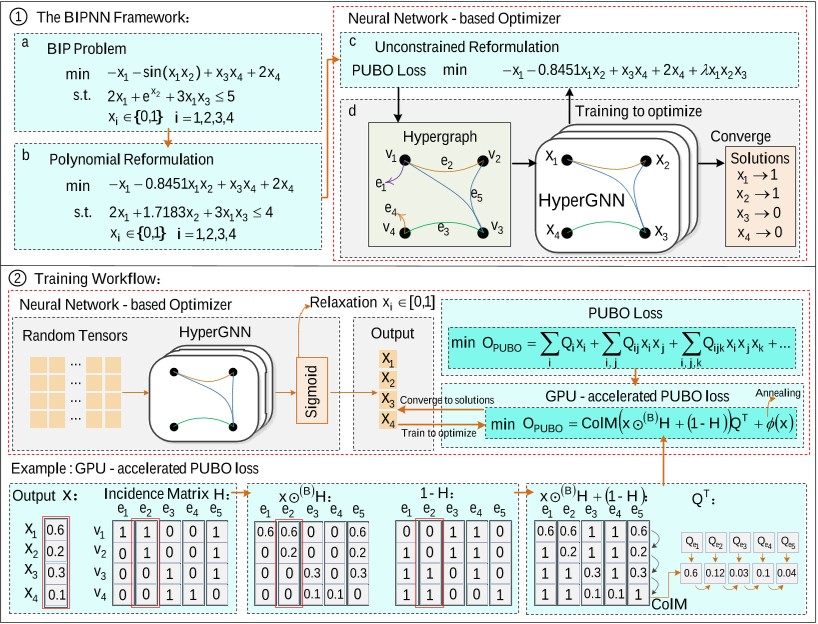 ① The BIPNN Framework:
a
BIP Problem
min −x₁ − sin(x₁x₂) + x₃x₄ + 2x₄
s.t. 2x₁ + e^x₂ + 3x₁x₃ ≤ 5
xᵢ ∈ {0,1} i = 1,2,3,4
b
Polynomial Reformulation
min −x₁ − 0.8451x₁x₂ + x₃x₄ + 2x₄
s.t. 2x₁ + 1.7183x₂ + 3x₁x₃ ≤ 4
xᵢ ∈ {0,1} i = 1,2,3,4
Neural Network - based Optimizer
c
Unconstrained Reformulation
PUBO Loss min −x₁ − 0.8451x₁x₂ + x₃x₄ + 2x₄ + λx₁x₂x₃
d
Training to optimize
Hypergraph
v₁ v₂
e₂
e₁
e₅
e₄
v₄ e₃ v₃
X₁ X₂
HyperGNN
X₄ X₃
Converge
Solutions
x₁ → 1
x₂ → 1
x₃ → 0
x₄ → 0
② Training Workflow:
Neural Network - based Optimizer
Relaxation xᵢ ∈ [0,1]
Random Tensors
...
...
...
...
HyperGNN
Sigmoid
Output
X₁
X₂
X₃
X₄
Converge to solutions
Train to optimize
PUBO Loss
min O_PUBO = ∑_i Qᵢxᵢ + ∑_{i,j} Q_ij xᵢxⱼ + ∑_{i,j,k} Q_ijk xᵢxⱼxₖ + ...
GPU - accelerated PUBO loss
Annealing
min O_PUBO = ColM(x⊙⁽ᴮ⁾H + (1 - H))Qᵀ + ϕ(x)
Example : GPU - accelerated PUBO loss
Output X:
X₁ 0.6
X₂ 0.2
X₃ 0.3
X₄ 0.1
Incidence Matrix H:
e₁ e₂ e₃ e₄ e₅
v₁ 1 1 0 0 1
v₂ 0 1 0 0 1
v₃ 0 0 1 0 1
v₄ 0 0 1 1 0
x⊙⁽ᴮ⁾H:
e₁ e₂ e₃ e₄ e₅
0.6 0.6 0 0 0.6
0 0.2 0 0 0.2
0 0 0.3 0 0.3
0 0 0.1 0.1 0
1 - H:
e₁ e₂ e₃ e₄ e₅
0 0 1 1 0
1 0 1 1 0
1 1 0 1 0
1 1 0 0 1
x⊙⁽ᴮ⁾H + (1 - H):
e₁ e₂ e₃ e₄ e₅
0.6 0.6 1 1 0.6
1 0.2 1 1 0.2
1 1 0.3 1 0.3
1 1 0.1 0.1 1
ColM
Qᵀ:
Q_e₁ Q_e₂ Q_e₃ Q_e₄ Q_e₅
0.6 0.12 0.03 0.1 0.04